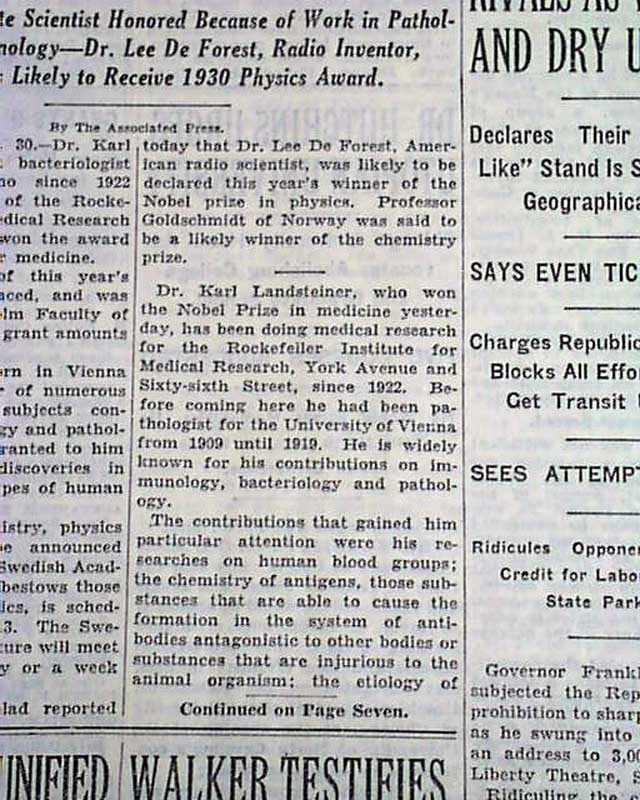 te Scientist Honored Because of Work in Pathol-
nology—Dr. Lee De Forest, Radio Inventor,
Likely to Receive 1930 Physics Award.
By The Associated Press.
30.—Dr. Karl
bacteriologist
no since 1922
of the Rocke-
edical Research
won the award
r medicine.
of this year's
aced, and was
lm Faculty of
grant amounts
rn in Vienna
r of numerous
subjects con-
gy and pathol-
ranted to him
discoveries in
pes of human
istry, physics
e announced
Swedish Acad-
bestows those
ics, is sched-
3. The Swe-
ture will meet
y or a week
lad reported
today that Dr. Lee De Forest, Amer-
ican radio scientist, was likely to be
declared this year's winner of the
Nobel prize in physics. Professor
Goldschmidt of Norway was said to
be a likely winner of the chemistry
prize.
Dr. Karl Landsteiner, who won
the Nobel Prize in medicine yester-
day, has been doing medical research
for the Rockefeller Institute for
Medical Research, York Avenue and
Sixty-sixth Street, since 1922. Be-
fore coming here he had been pa-
thologist for the University of Vienna
from 1909 until 1919. He is widely
known for his contributions on im-
munology, bacteriology and pathol-
ogy.
The contributions that gained him
particular attention were his re-
searches on human blood groups;
the chemistry of antigens, those sub-
stances that are able to cause the
formation in the system of anti-
bodies antagonistic to other bodies or
substances that are injurious to the
animal organism; the etiology of
Continued on Page Seven.
UNIFIED
WALKER TESTIFIES
RIVALS AS
AND DRY U
Declares Their
Like" Stand Is S
Geographica
SAYS EVEN TIC
Charges Republic
Blocks All Effo
Get Transit
SEES ATTEMPT
Ridicules Opponen
Credit for Labo
State Park
Governor Frankl
subjected the Rep
prohibition to sharp
as he swung into
an address to 3,00
Liberty Theatre, S
Ridiculing the